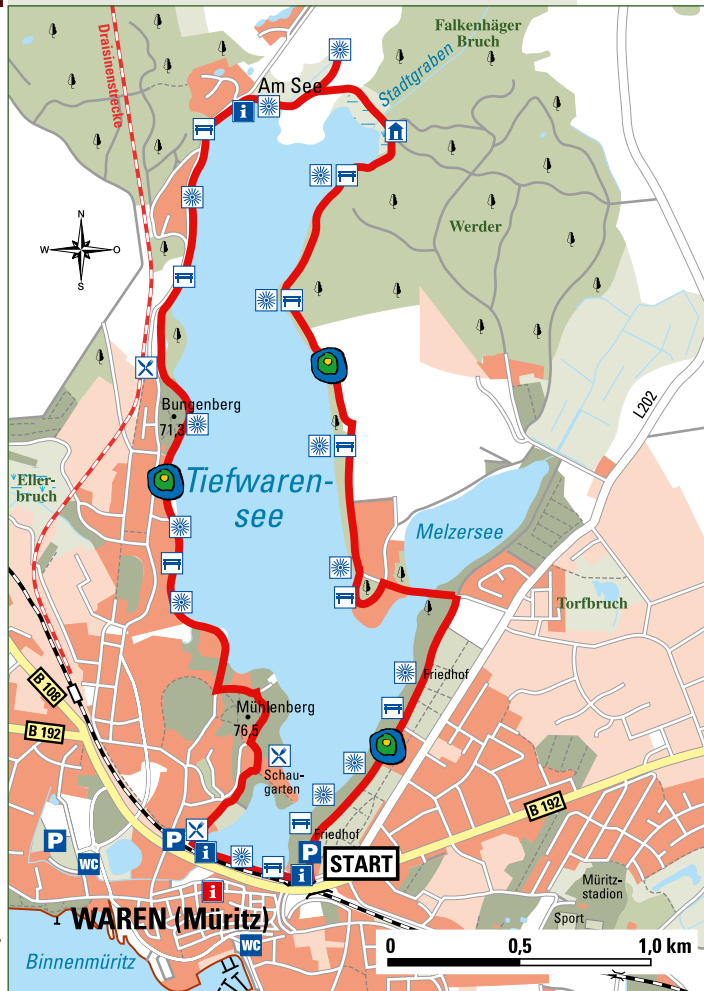 Falkenhäger
Bruch
Draisinenstrecke
Am See
Stadtgraben
i
N
W
O
S
Werder
L202
Bungenberg
71,3
Eller-
bruch
Tiefwaren-
see
Melzersee
Torfbruch
Friedhof
B 108
B 192
Mühlenberg
76,5
Schau-
garten
B 192
P
P
WC
i
Friedhof
P
START
i
i
WAREN (Müritz)
WC
Müritz-
stadion
Sport
Binnenmüritz
0
0,5
1,0 km